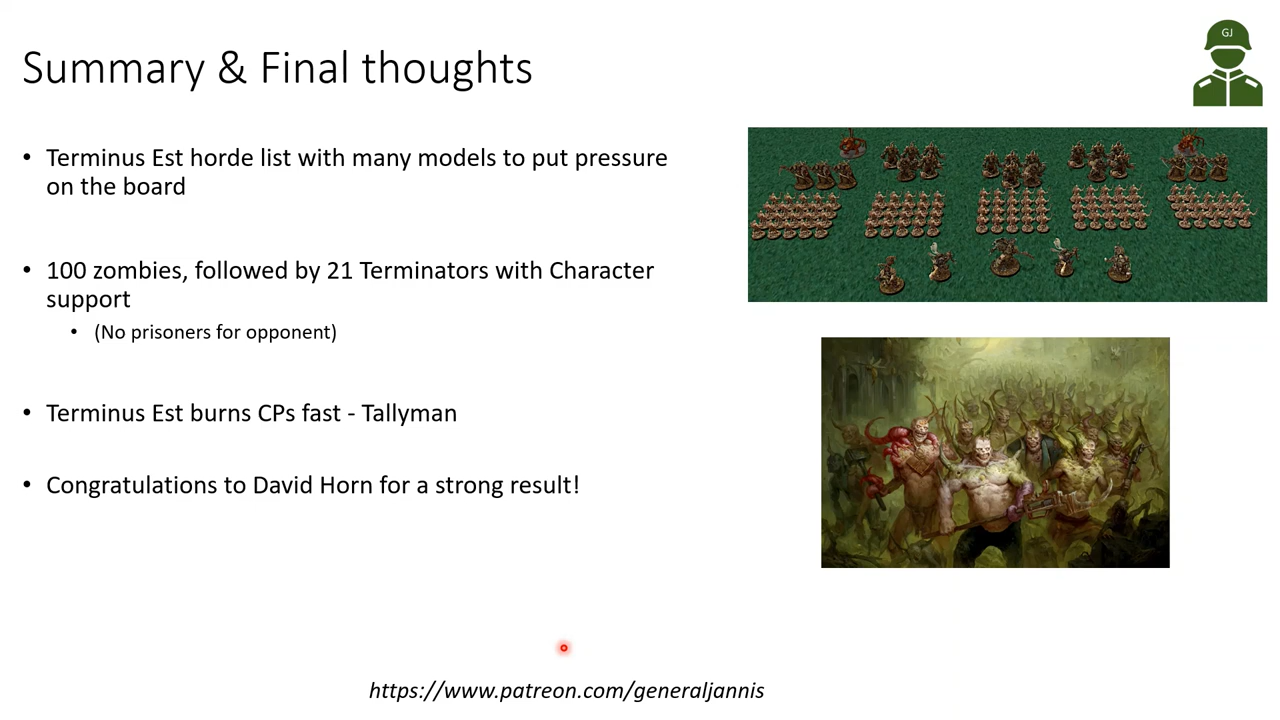 GJ
Summary & Final thoughts
• Terminus Est horde list with many models to put pressure
on the board
• 100 zombies, followed by 21 Terminators with Character
support
• (No prisoners for opponent)
• Terminus Est burns CPs fast - Tallyman
• Congratulations to David Horn for a strong result!
https://www.patreon.com/generaljannis